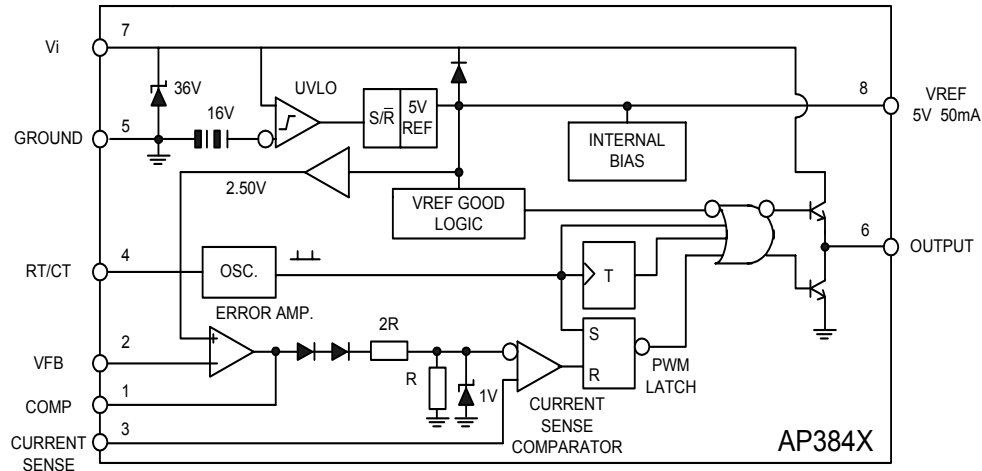 7
Vi
36V
UVLO
16V
S/R̅
5V
REF
8
VREF
5V 50mA
5
GROUND
INTERNAL
BIAS
2.50V
VREF GOOD
LOGIC
6
OUTPUT
4
RT/CT
OSC.
T
ERROR AMP.
2R
S
2
VFB
R
PWM
LATCH
R
1V
1
COMP
CURRENT
SENSE
COMPARATOR
3
CURRENT
SENSE
AP384X